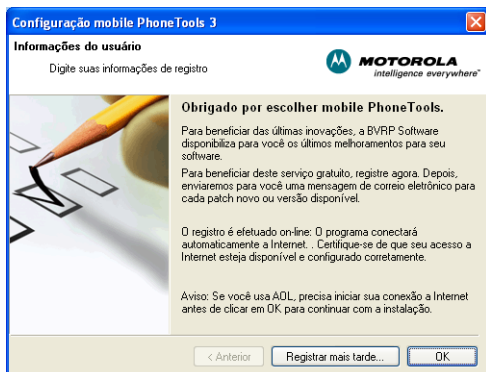 Configuração mobile PhoneTools 3
Informações do usuário
Digite suas informações de registro
MOTOROLA
intelligence everywhere™
Obrigado por escolher mobile PhoneTools.
Para beneficiar das últimas inovações, a BVRP Software
disponibiliza para você os últimos melhoramentos para seu
software.
Para beneficiar deste serviço gratuito, registre agora. Depois,
enviaremos para você uma mensagem de correio eletrônico para
cada patch novo ou versão disponível.
O registro é efetuado on-line: O programa conectará
automaticamente a Internet. . Certifique-se de que seu acesso a
Internet esteja disponível e configurado corretamente.
Aviso: Se você usa AOL, precisa iniciar sua conexão a Internet
antes de clicar em OK para continuar com a instalação.
< Anterior
Registrar mais tarde...
OK